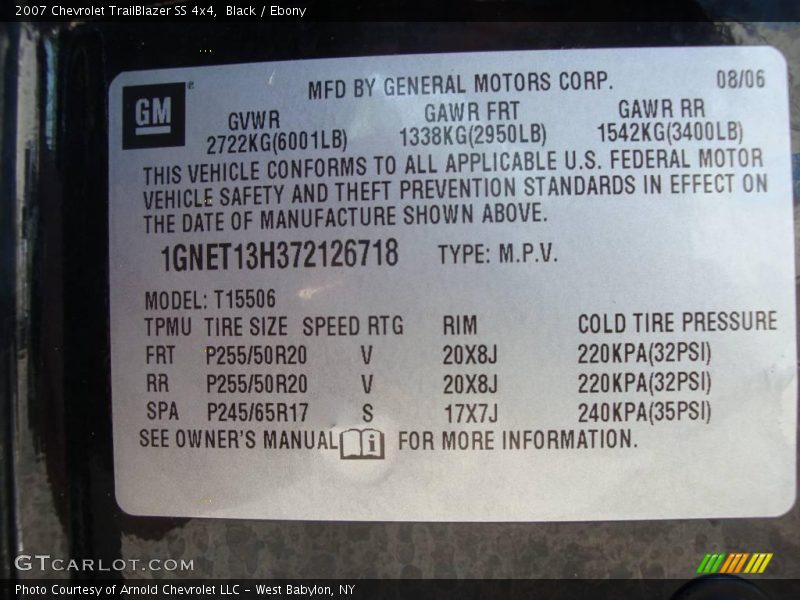 2007 Chevrolet TrailBlazer SS 4x4,  Black / Ebony
GM
MFD BY GENERAL MOTORS CORP. 08/06
GVWR GAWR FRT GAWR RR
2722KG(6001LB) 1338KG(2950LB) 1542KG(3400LB)
THIS VEHICLE CONFORMS TO ALL APPLICABLE U.S. FEDERAL MOTOR
VEHICLE SAFETY AND THEFT PREVENTION STANDARDS IN EFFECT ON
THE DATE OF MANUFACTURE SHOWN ABOVE.
1GNET13H372126718 TYPE: M.P.V.
MODEL: T15506
TPMU TIRE SIZE SPEED RTG RIM COLD TIRE PRESSURE
FRT P255/50R20 V 20X8J 220KPA(32PSI)
RR P255/50R20 V 20X8J 220KPA(32PSI)
SPA P245/65R17 S 17X7J 240KPA(35PSI)
SEE OWNER'S MANUAL i FOR MORE INFORMATION.
GTCARLOT.COM
Photo Courtesy of Arnold Chevrolet LLC - West Babylon, NY